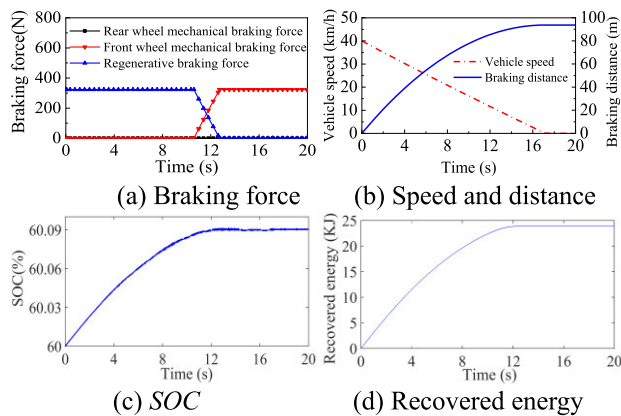 Braking force(N)
800
600
400
200
0
Rear wheel mechanical braking force
Front wheel mechanical braking force
Regenerative braking force
0 4 8 12 16 20
Time (s)
(a) Braking force
Vehicle speed (km/h)
50
40
30
20
10
0
Vehicle speed
Braking distance
100
80
60
40
20
0
Braking distance (m)
0 4 8 12 16 20
Time (s)
(b) Speed and distance
SOC(%)
60.09
60.06
60.03
60
0 4 8 12 16 20
Time (s)
(c) SOC
Recovered energy (KJ)
25
20
15
10
5
0
0 4 8 12 16 20
Time (s)
(d) Recovered energy